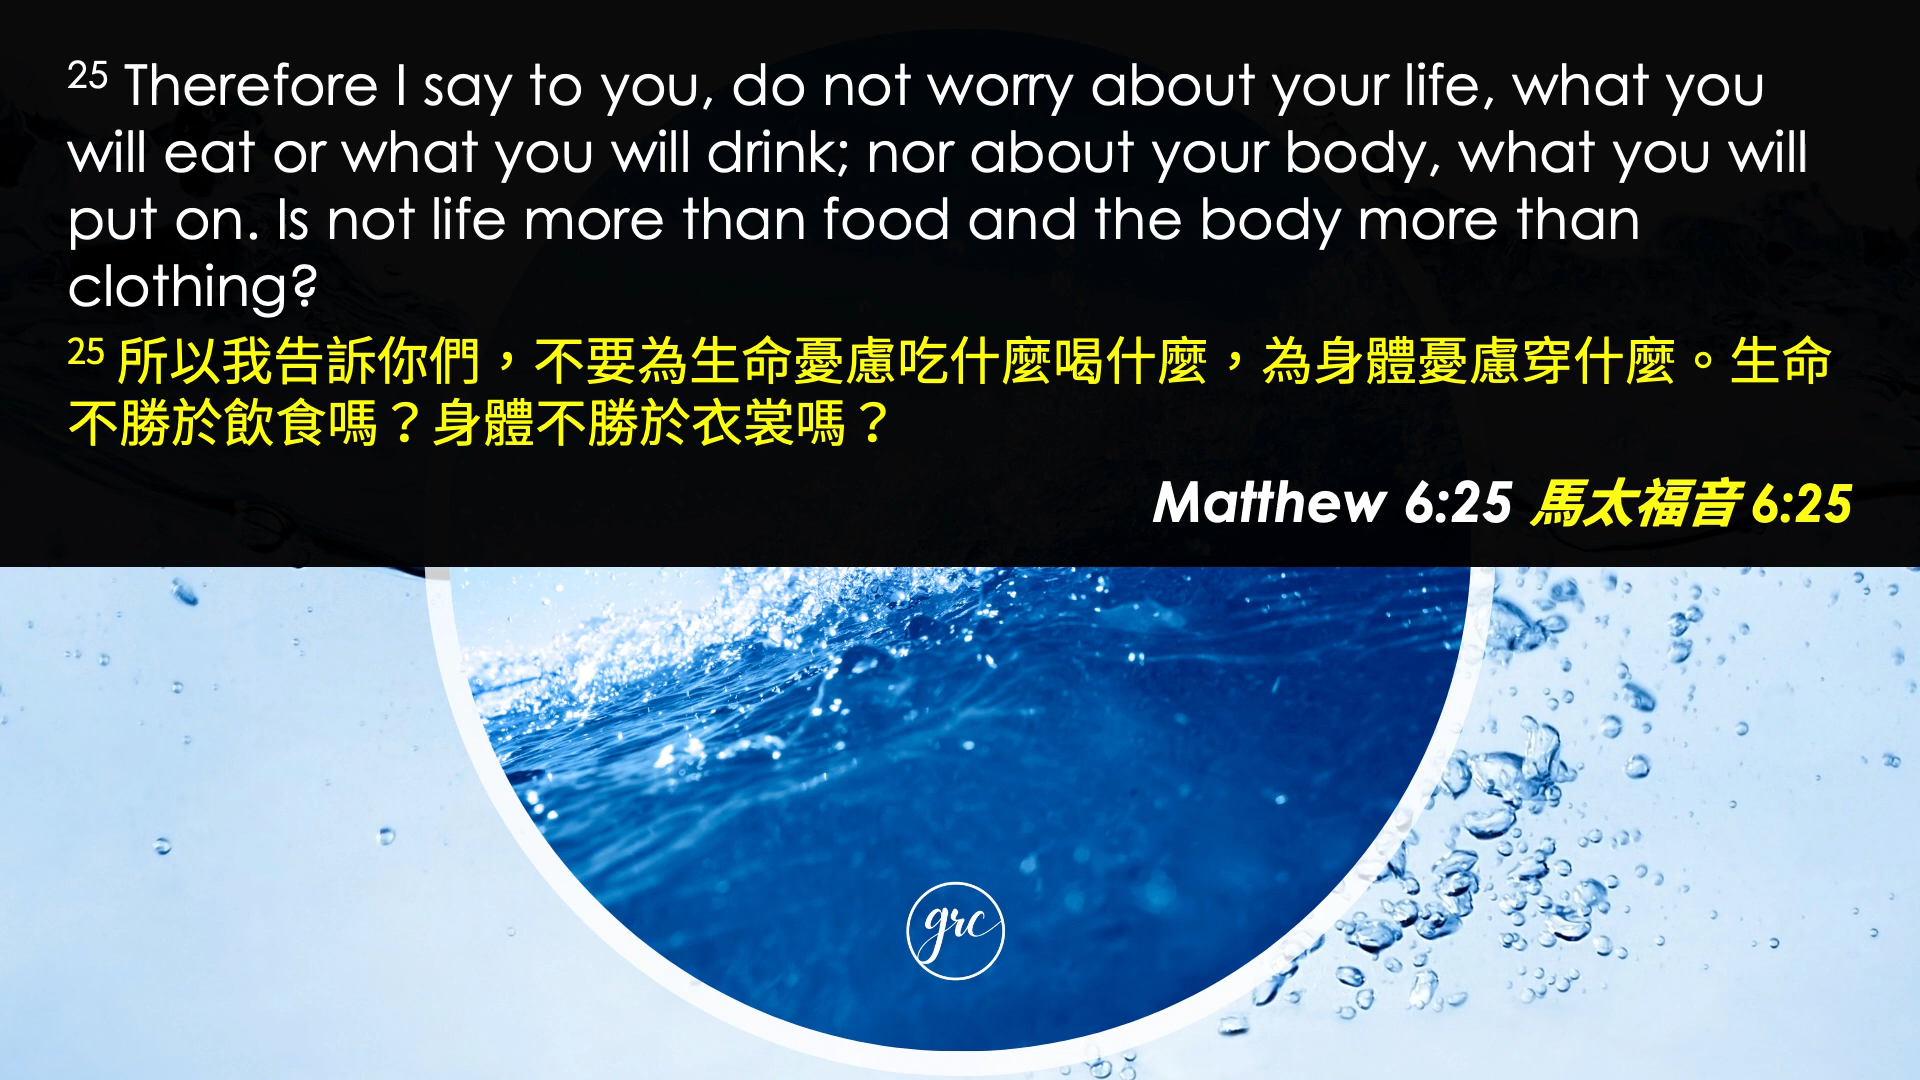 25 Therefore I say to you, do not worry about your life, what you
will eat or what you will drink; nor about your body, what you will
put on. Is not life more than food and the body more than
clothing?
25 所以我告訴你們，不要為生命憂慮吃什麼喝什麼，為身體憂慮穿什麼。生命
不勝於飲食嗎？身體不勝於衣裳嗎？
Matthew 6:25 馬太福音 6:25
grc